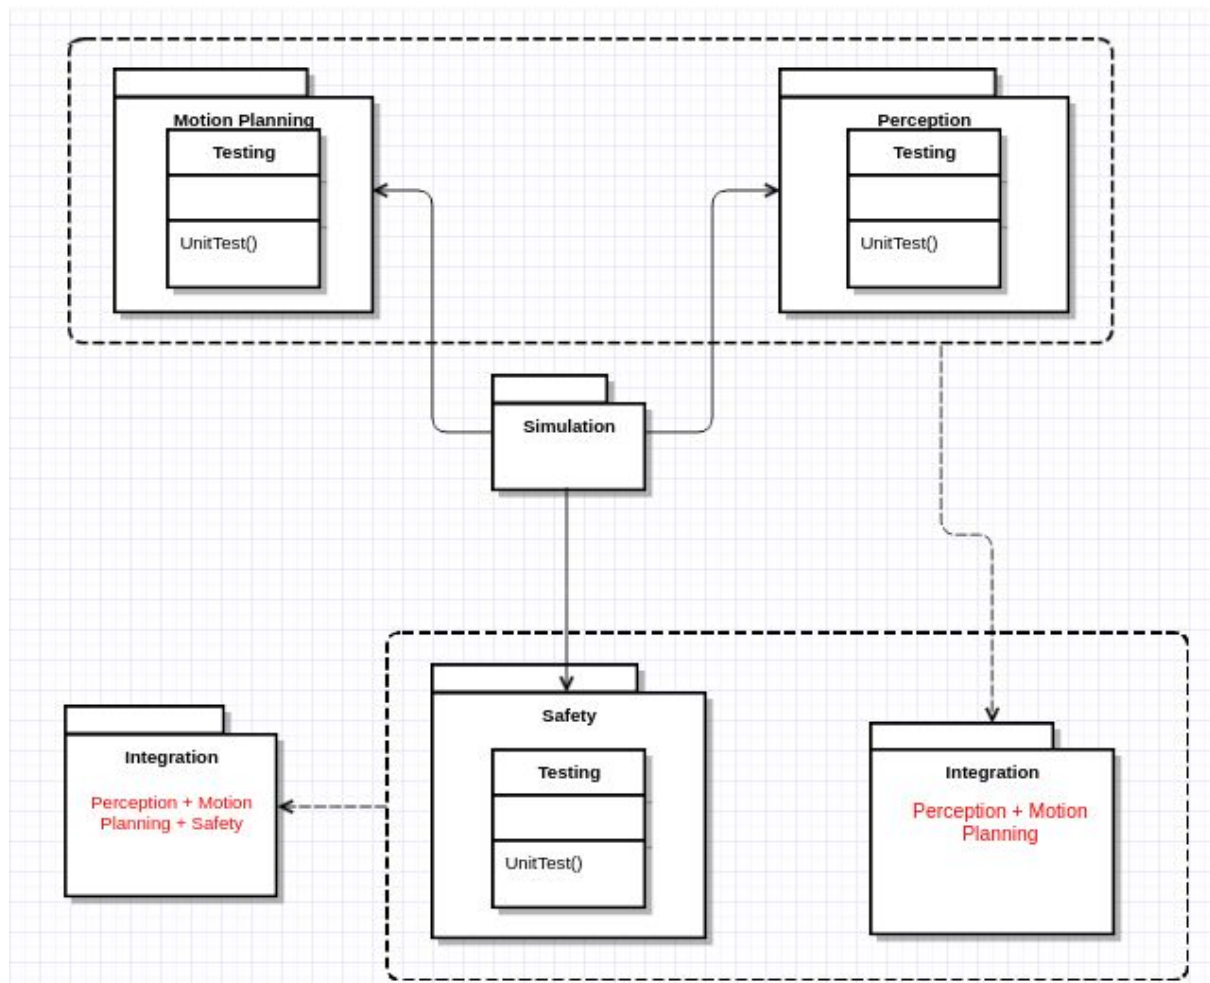 Motion Planning
Testing
UnitTest()
Perception
Testing
UnitTest()
Simulation
Safety
Testing
UnitTest()
Integration
Perception + Motion
Planning + Safety
Integration
Perception + Motion
Planning